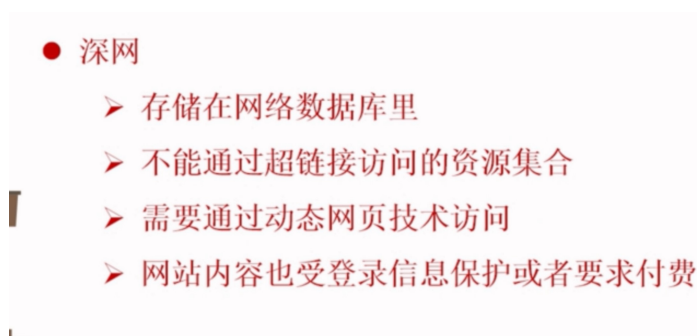 深网
存储在网络数据库里
不能通过超链接访问的资源集合
需要通过动态网页技术访问
网站内容也受登录信息保护或者要求付费